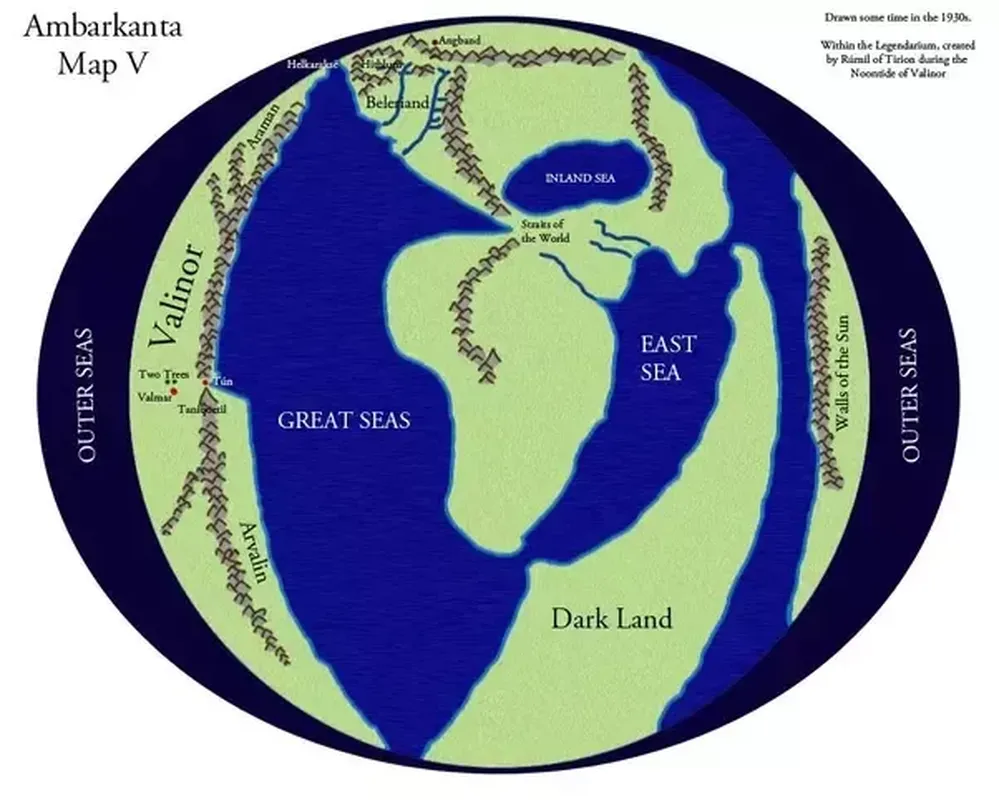 Ambarkanta
Map V
Drawn some time in the 1930s.
Within the Legendarium, created
by Rúmil of Tirion during the
Noontide of Valinor
Angband
Helkaraksë
Hithlum
Beleriand
Araman
INLAND SEA
Straits of
the World
Valinor
EAST
SEA
Walls of the Sun
OUTER SEAS
OUTER SEAS
Two Trees
Tún
Valmar
Taniquetil
GREAT SEAS
Arvalin
Dark Land